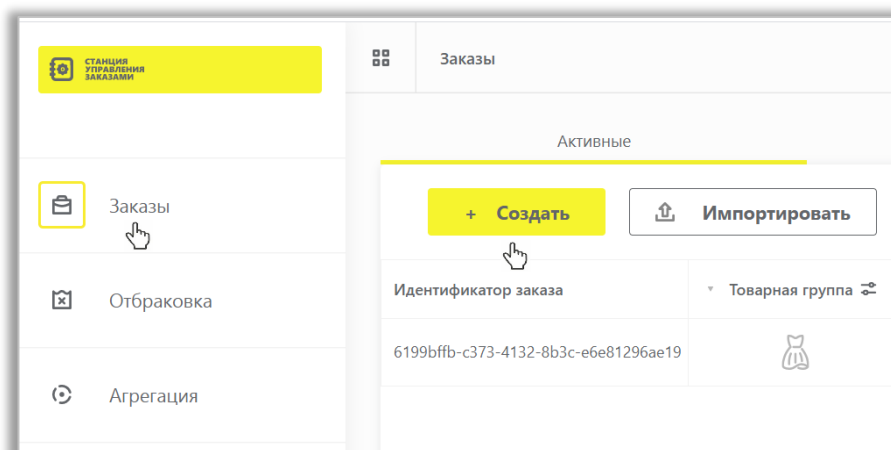 СТАНЦИЯ
УПРАВЛЕНИЯ
ЗАКАЗАМИ
Заказы
Активные
Заказы
+ Создать
Импортировать
Идентификатор заказа
Товарная группа
Отбраковка
6199bffb-c373-4132-8b3c-e6e81296ae19
Агрегация